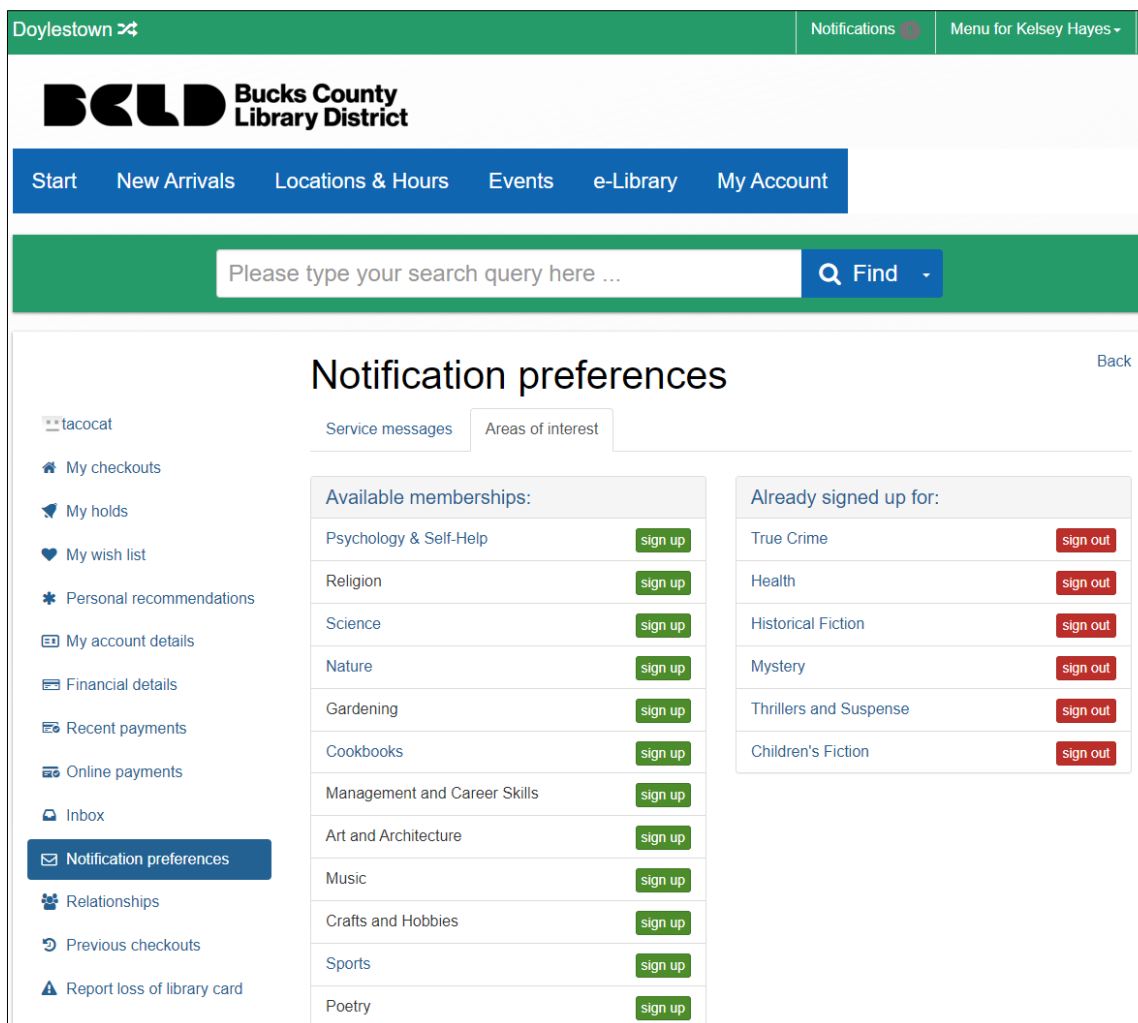 Doylestown
Notifications
Menu for Kelsey Hayes
BCLD Bucks County
Library District
Start New Arrivals Locations & Hours Events e-Library My Account
Please type your search query here ...
Find
Notification preferences
Back
tacocat
My checkouts
My holds
My wish list
Personal recommendations
My account details
Financial details
Recent payments
Online payments
Inbox
Notification preferences
Relationships
Previous checkouts
Report loss of library card
Service messages Areas of interest
Available memberships:
Psychology & Self-Help sign up
Religion sign up
Science sign up
Nature sign up
Gardening sign up
Cookbooks sign up
Management and Career Skills sign up
Art and Architecture sign up
Music sign up
Crafts and Hobbies sign up
Sports sign up
Poetry sign up
Already signed up for:
True Crime sign out
Health sign out
Historical Fiction sign out
Mystery sign out
Thrillers and Suspense sign out
Children's Fiction sign out